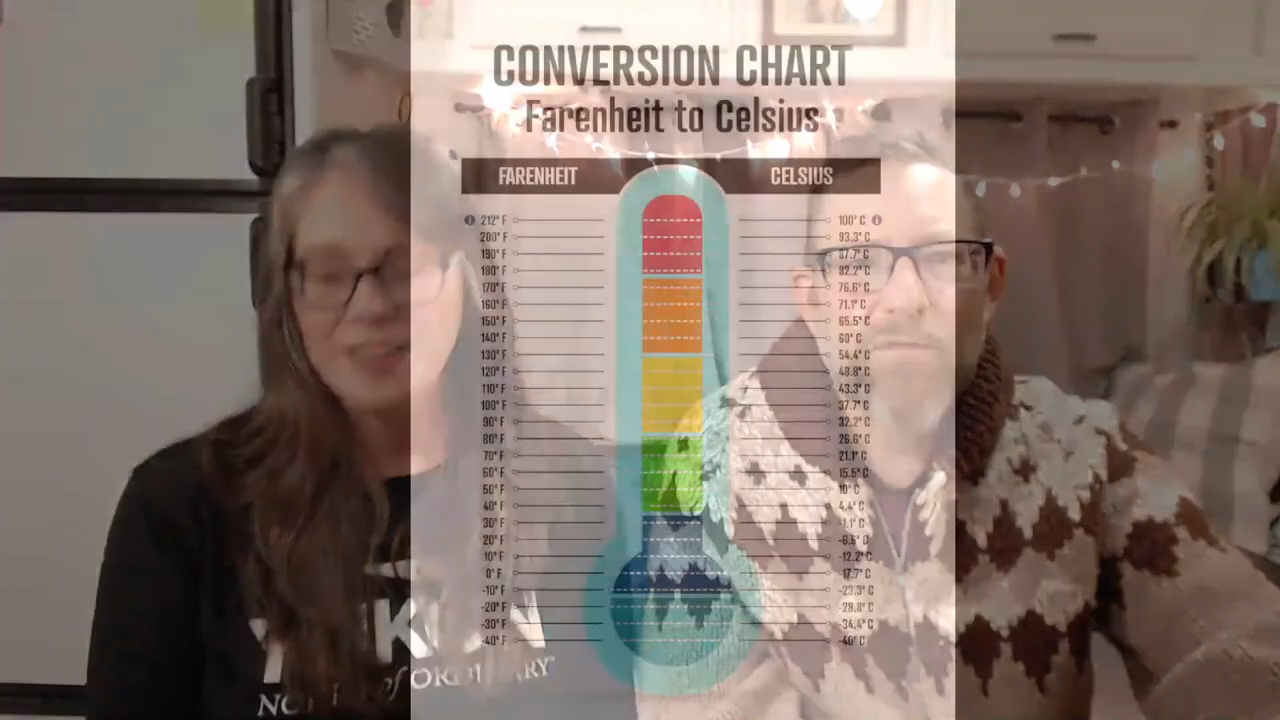 CONVERSION CHART
Farenheit to Celsius
FARENHEIT CELSIUS
212° F 100° C
200° F 93.3° C
190° F 87.7° C
180° F 82.2° C
170° F 76.6° C
160° F 71.1° C
150° F 65.5° C
140° F 60° C
130° F 54.4° C
120° F 48.8° C
110° F 43.3° C
100° F 37.7° C
90° F 32.2° C
80° F 26.6° C
70° F 21.1° C
60° F 15.5° C
50° F 10° C
40° F 4.4° C
30° F -1.1° C
20° F -6.6° C
10° F -12.2° C
0° F -17.7° C
-10° F -23.3° C
-20° F -28.8° C
-30° F -34.4° C
-40° F -40° C
of ORDINARY